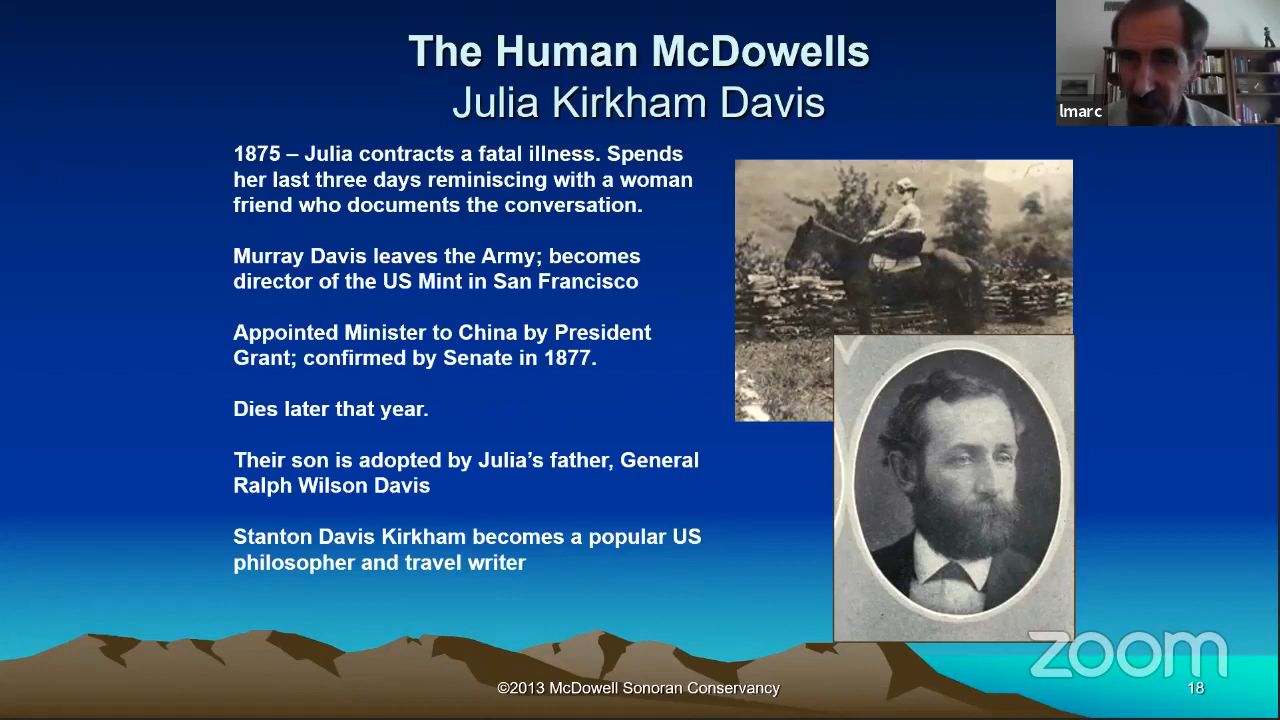 The Human McDowells
Julia Kirkham Davis
lmarc
1875 – Julia contracts a fatal illness. Spends
her last three days reminiscing with a woman
friend who documents the conversation.
Murray Davis leaves the Army; becomes
director of the US Mint in San Francisco
Appointed Minister to China by President
Grant; confirmed by Senate in 1877.
Dies later that year.
Their son is adopted by Julia’s father, General
Ralph Wilson Davis
Stanton Davis Kirkham becomes a popular US
philosopher and travel writer
zoom
©2013 McDowell Sonoran Conservancy
18